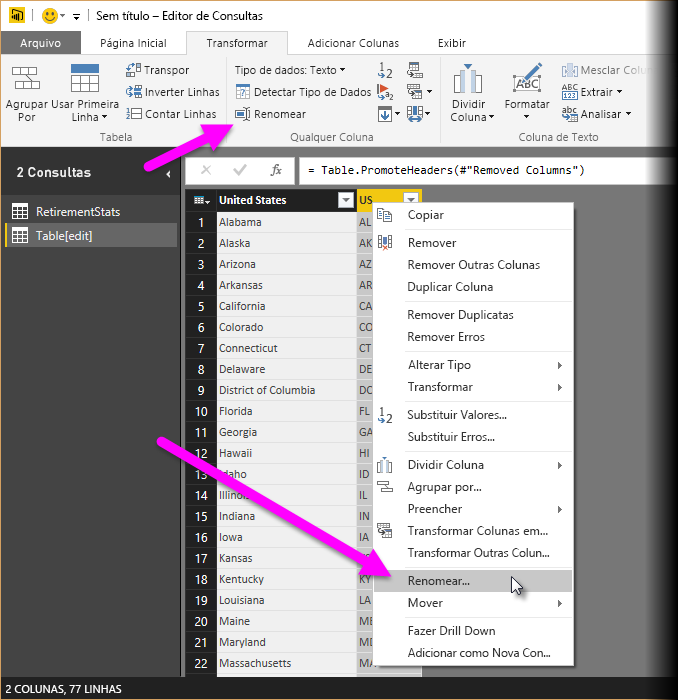 Sem título – Editor de Consultas
Arquivo Página Inicial Transformar Adicionar Colunas Exibir
Agrupar Por
Usar Primeira Linha
Transpor
Inverter Linhas
Contar Linhas
Tabela
Tipo de dados: Texto
Detectar Tipo de Dados
Renomear
Qualquer Coluna
Dividir Coluna
Formatar
ABC
Mesclar
Extrair
Analisar
Coluna de Texto
2 Consultas
RetirementStats
Table[edit]
fx = Table.PromoteHeaders(#"Removed Columns")
United States US
1 Alabama AL
2 Alaska AK
3 Arizona AZ
4 Arkansas AR
5 California CA
6 Colorado CO
7 Connecticut CT
8 Delaware DE
9 District of Columbia DC
10 Florida FL
11 Georgia GA
12 Hawaii HI
13 Idaho ID
14 Illinois IL
15 Indiana IN
16 Iowa IA
17 Kansas
18 Kentucky KY
19 Louisiana LA
20 Maine ME
21 Maryland MD
22 Massachusetts MA
Copiar
Remover
Remover Outras Colunas
Duplicar Coluna
Remover Duplicatas
Remover Erros
Alterar Tipo
Transformar
Substituir Valores...
Substituir Erros...
Dividir Coluna
Agrupar por...
Preencher
Transformar Colunas em...
Transformar Outras Colun...
Renomear...
Mover
Fazer Drill Down
Adicionar como Nova Con...
2 COLUNAS, 77 LINHAS